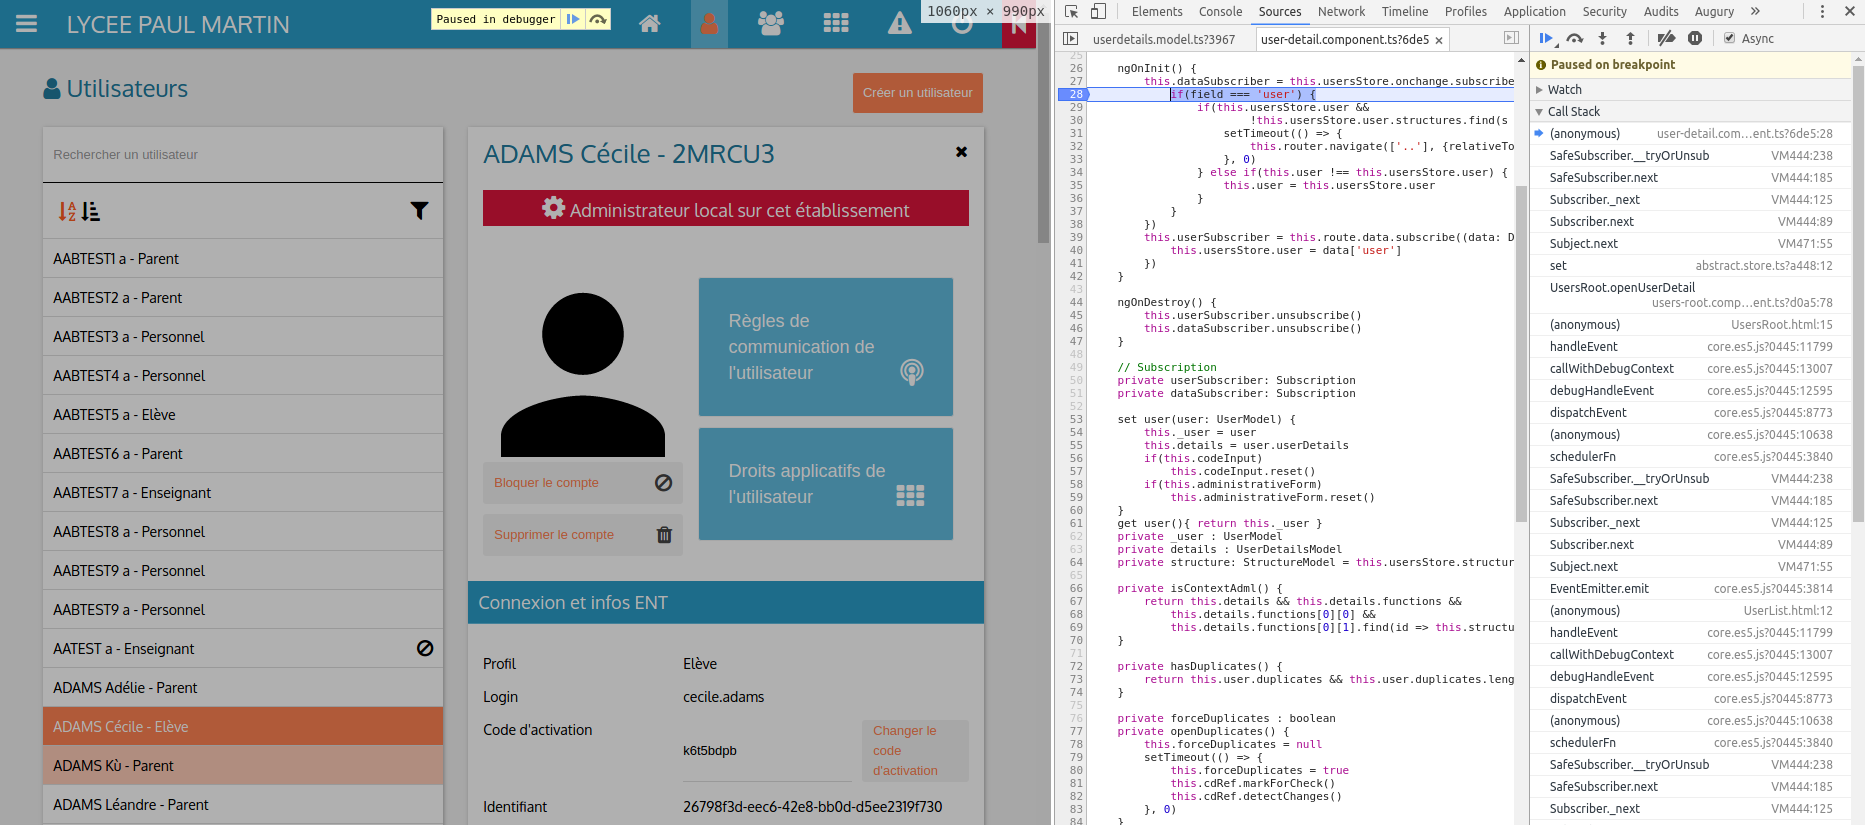 LYCEE PAUL MARTIN
Paused in debugger
1060px × 990px
Utilisateurs
Créer un utilisateur
Rechercher un utilisateur
AABTEST1 a - Parent
AABTEST2 a - Parent
AABTEST3 a - Personnel
AABTEST4 a - Personnel
AABTEST5 a - Elève
AABTEST6 a - Parent
AABTEST7 a - Enseignant
AABTEST8 a - Personnel
AABTEST9 a - Personnel
AABTEST9 a - Personnel
AATEST a - Enseignant
ADAMS Adélie - Parent
ADAMS Cécile - Elève
ADAMS Kù - Parent
ADAMS Léandre - Parent
ADAMS Cécile - 2MRCU3
Administrateur local sur cet établissement
Règles de
communication de
l'utilisateur
Droits applicatifs de
l'utilisateur
Bloquer le compte
Supprimer le compte
Connexion et infos ENT
Profil Elève
Login cecile.adams
Code d'activation k6t5bdpb
Changer le
code
d'activation
Identifiant 26798f3d-eec6-42e8-bb0d-d5ee2319f730
Elements Console Sources Network Timeline Profiles Application Security Audits Augury »
userdetails.model.ts?3967 user-detail.component.ts?6de5 ×
25
26 ngOnInit() {
27 this.dataSubscriber = this.usersStore.onchange.subscribe
28 if(field === 'user') {
29 if(this.usersStore.user &&
30 !this.usersStore.user.structures.find(s
31 setTimeout(() => {
32 this.router.navigate(['..'], {relativeTo
33 }, 0)
34 } else if(this.user !== this.usersStore.user) {
35 this.user = this.usersStore.user
36 }
37 }
38 })
39 this.userSubscriber = this.route.data.subscribe((data: D
40 this.usersStore.user = data['user']
41 })
42 }
43
44 ngOnDestroy() {
45 this.userSubscriber.unsubscribe()
46 this.dataSubscriber.unsubscribe()
47 }
48
49 // Subscription
50 private userSubscriber: Subscription
51 private dataSubscriber: Subscription
52
53 set user(user: UserModel) {
54 this._user = user
55 this.details = user.userDetails
56 if(this.codeInput)
57 this.codeInput.reset()
58 if(this.administrativeForm)
59 this.administrativeForm.reset()
60 }
61 get user(){ return this._user }
62 private _user : UserModel
63 private details : UserDetailsModel
64 private structure: StructureModel = this.usersStore.structur
65
66 private isContextAdml() {
67 return this.details && this.details.functions &&
68 this.details.functions[0][0] &&
69 this.details.functions[0][1].find(id => this.structu
70 }
71
72 private hasDuplicates() {
73 return this.user.duplicates && this.user.duplicates.leng
74 }
75
76 private forceDuplicates : boolean
77 private openDuplicates() {
78 this.forceDuplicates = null
79 setTimeout(() => {
80 this.forceDuplicates = true
81 this.cdRef.markForCheck()
82 this.cdRef.detectChanges()
83 }, 0)
84 }
Async
Paused on breakpoint
Watch
Call Stack
(anonymous) user-detail.com…ent.ts?6de5:28
SafeSubscriber.__tryOrUnsub VM444:238
SafeSubscriber.next VM444:185
Subscriber._next VM444:125
Subscriber.next VM444:89
Subject.next VM471:55
set abstract.store.ts?a448:12
UsersRoot.openUserDetail
users-root.comp…ent.ts?d0a5:78
(anonymous) UsersRoot.html:15
handleEvent core.es5.js?0445:11799
callWithDebugContext core.es5.js?0445:13007
debugHandleEvent core.es5.js?0445:12595
dispatchEvent core.es5.js?0445:8773
(anonymous) core.es5.js?0445:10638
schedulerFn core.es5.js?0445:3840
SafeSubscriber.__tryOrUnsub VM444:238
SafeSubscriber.next VM444:185
Subscriber._next VM444:125
Subscriber.next VM444:89
Subject.next VM471:55
EventEmitter.emit core.es5.js?0445:3814
(anonymous) UserList.html:12
handleEvent core.es5.js?0445:11799
callWithDebugContext core.es5.js?0445:13007
debugHandleEvent core.es5.js?0445:12595
dispatchEvent core.es5.js?0445:8773
(anonymous) core.es5.js?0445:10638
schedulerFn core.es5.js?0445:3840
SafeSubscriber.__tryOrUnsub VM444:238
SafeSubscriber.next VM444:185
Subscriber._next VM444:125